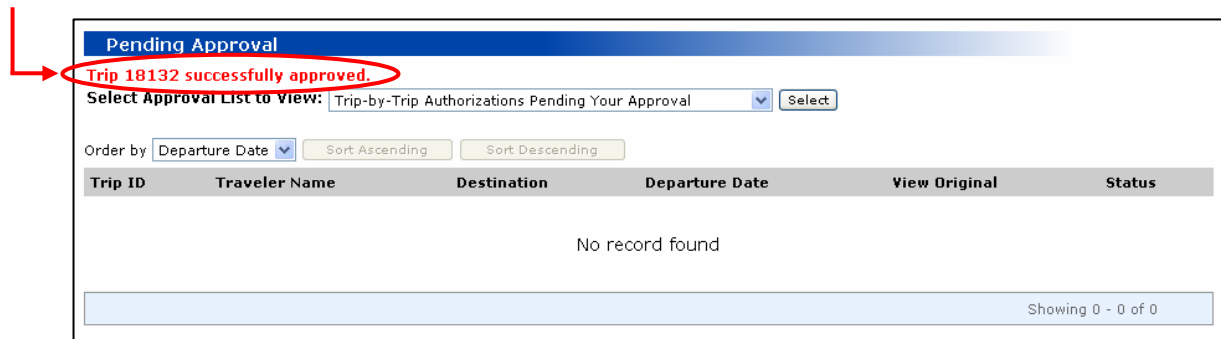 Pending Approval
Trip 18132 successfully approved.
Select Approval List to View: Trip-by-Trip Authorizations Pending Your Approval Select
Order by Departure Date Sort Ascending Sort Descending
Trip ID Traveler Name Destination Departure Date View Original Status
No record found
Showing 0 - 0 of 0